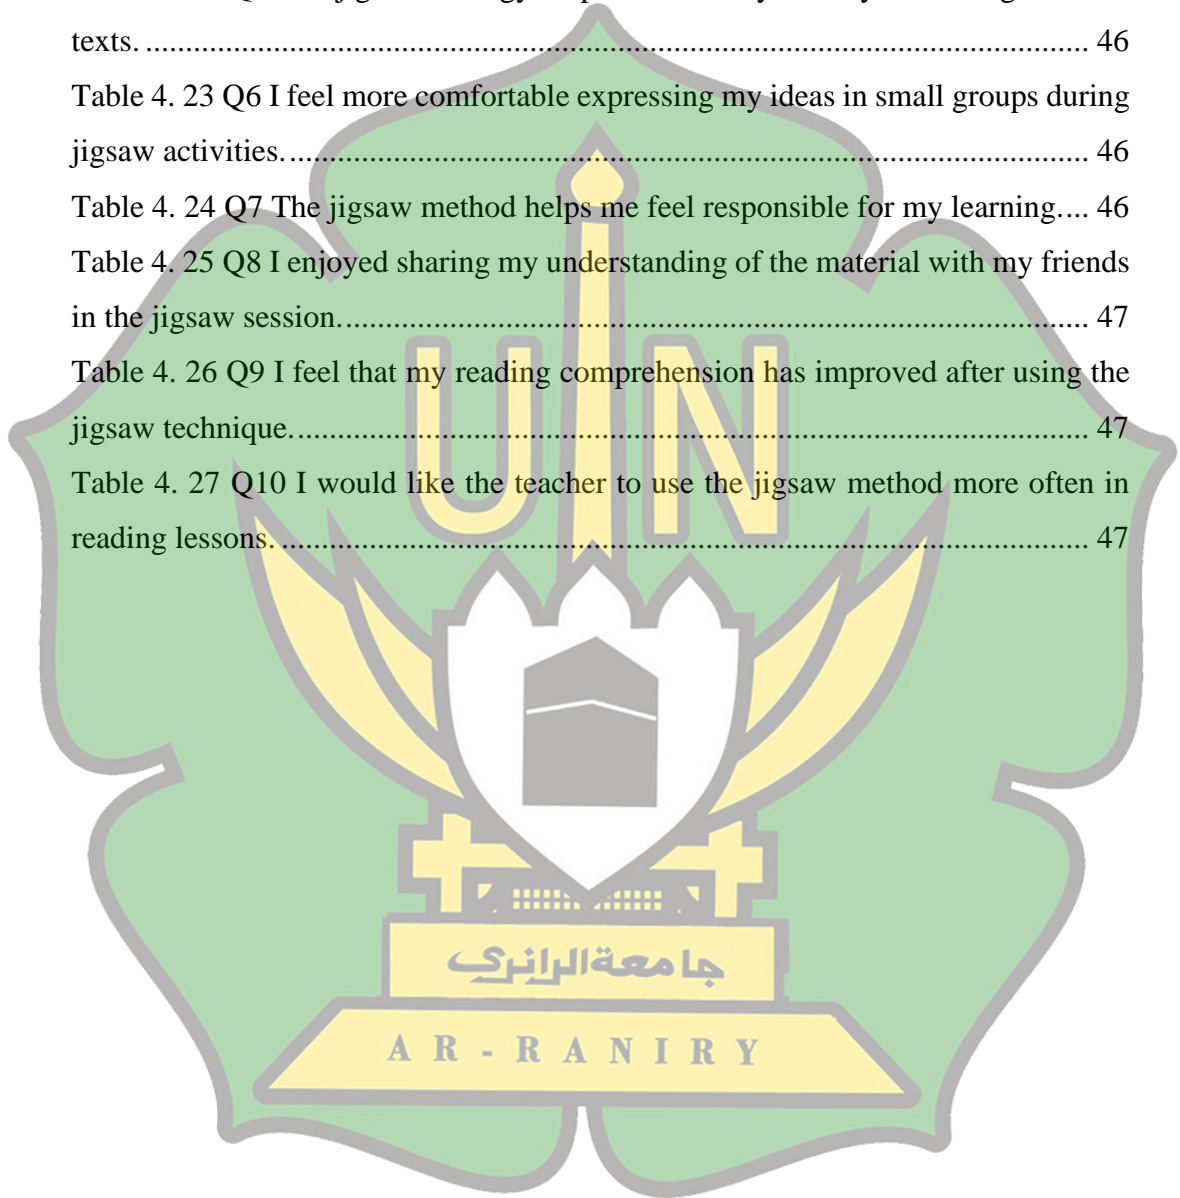 texts. ........................................................................................................................ 46
Table 4. 23 Q6 I feel more comfortable expressing my ideas in small groups during
jigsaw activities. ..................................................................................................... 46
Table 4. 24 Q7 The jigsaw method helps me feel responsible for my learning.... 46
Table 4. 25 Q8 I enjoyed sharing my understanding of the material with my friends
in the jigsaw session. .............................................................................................. 47
Table 4. 26 Q9 I feel that my reading comprehension has improved after using the
jigsaw technique. .................................................................................................... 47
Table 4. 27 Q10 I would like the teacher to use the jigsaw method more often in
reading lessons. ...................................................................................................... 47
UIN
جامعةالرانري
AR-RANIRY